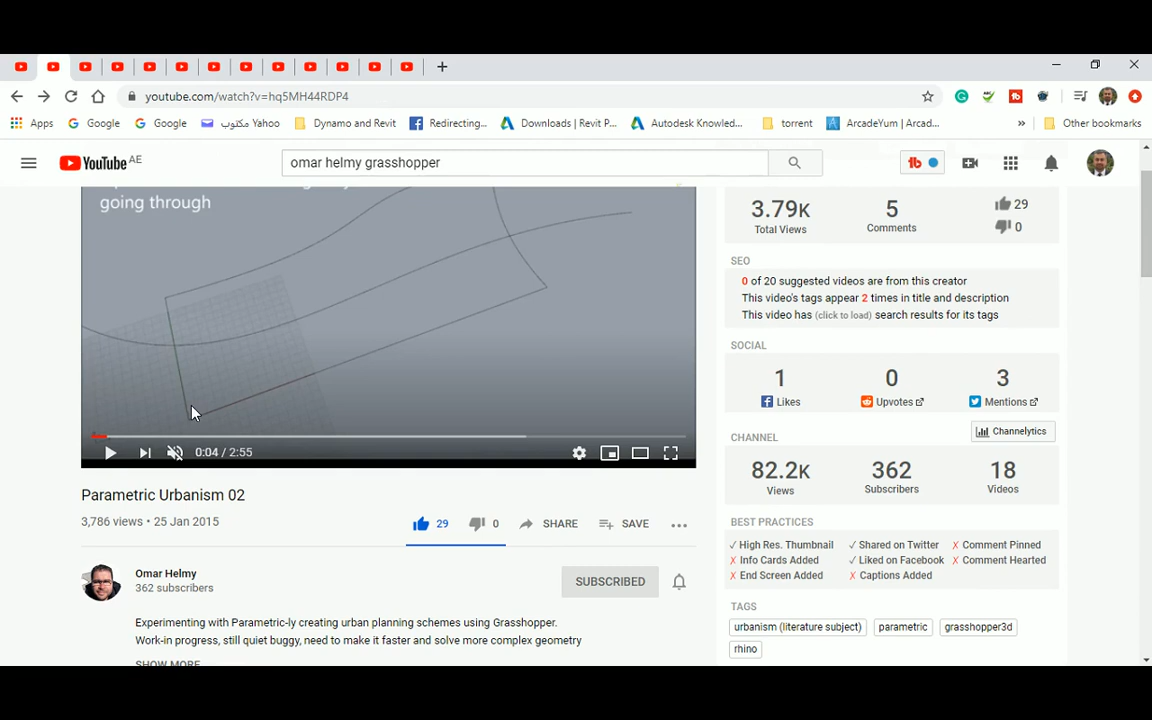 youtube.com/watch?v=hq5MH44RDP4
Apps
Google
Google
مكتوب Yahoo
Dynamo and Revit
Redirecting...
Downloads | Revit P...
Autodesk Knowled...
torrent
ArcadeYum | Arcad...
»
Other bookmarks
YouTube AE
omar helmy grasshopper
tb
going through
0:04 / 2:55
Parametric Urbanism 02
3,786 views • 25 Jan 2015
29
0
SHARE
SAVE
Omar Helmy
362 subscribers
SUBSCRIBED
Experimenting with Parametric-ly creating urban planning schemes using Grasshopper.
Work-in progress, still quiet buggy, need to make it faster and solve more complex geometry
SHOW MORE
3.79K
Total Views
5
Comments
29
0
SEO
0 of 20 suggested videos are from this creator
This video's tags appear 2 times in title and description
This video has (click to load) search results for its tags
SOCIAL
1
Likes
0
Upvotes
3
Mentions
CHANNEL
Channelytics
82.2K
Views
362
Subscribers
18
Videos
BEST PRACTICES
✓ High Res. Thumbnail
✓ Shared on Twitter
✗ Comment Pinned
✗ Info Cards Added
✓ Liked on Facebook
✗ Comment Hearted
✗ End Screen Added
✗ Captions Added
TAGS
urbanism (literature subject)
parametric
grasshopper3d
rhino